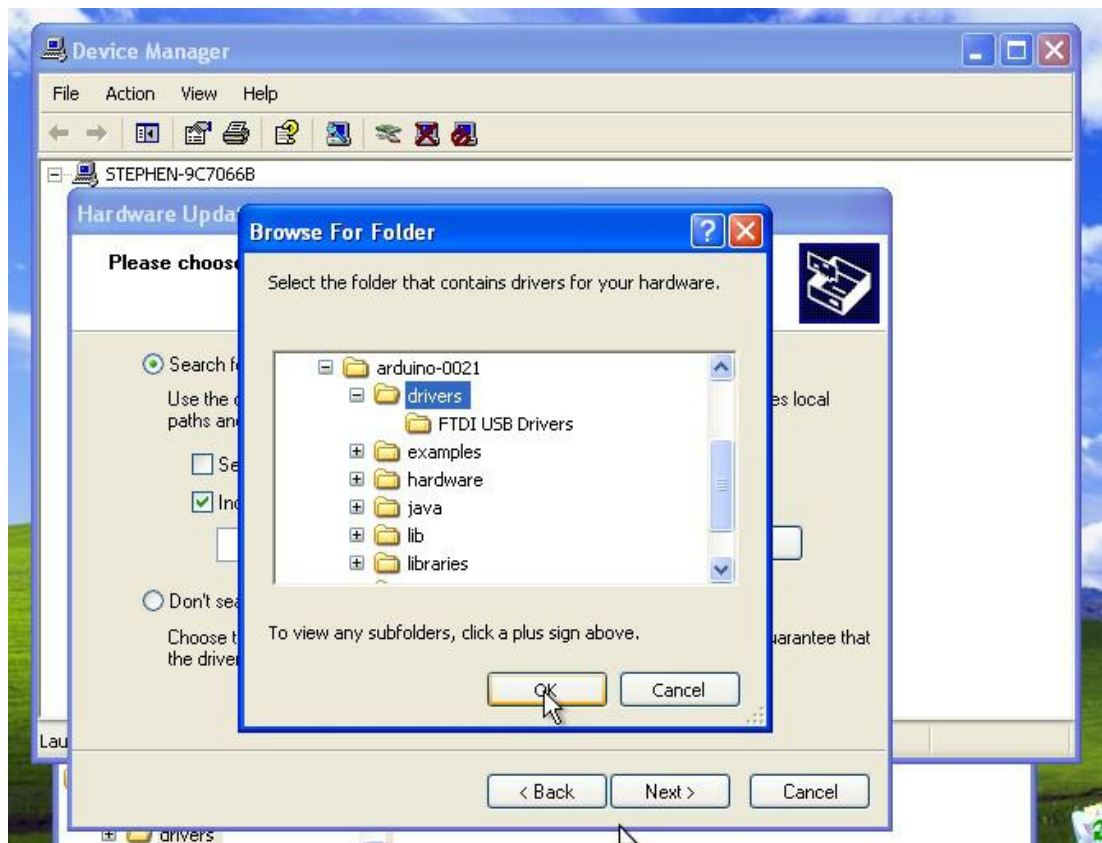 Device Manager
File Action View Help
STEPHEN-9C7066B
Hardware Upda
Browse For Folder
Please choose
Select the folder that contains drivers for your hardware.
Search f
arduino-0021
Use the
drivers
es local
paths an
FTDI USB Drivers
examples
Se
hardware
Inc
java
lib
libraries
Don't sea
To view any subfolders, click a plus sign above.
Choose t
arantee that
the driver
OK
Cancel
Lau
< Back
Next >
Cancel
drivers